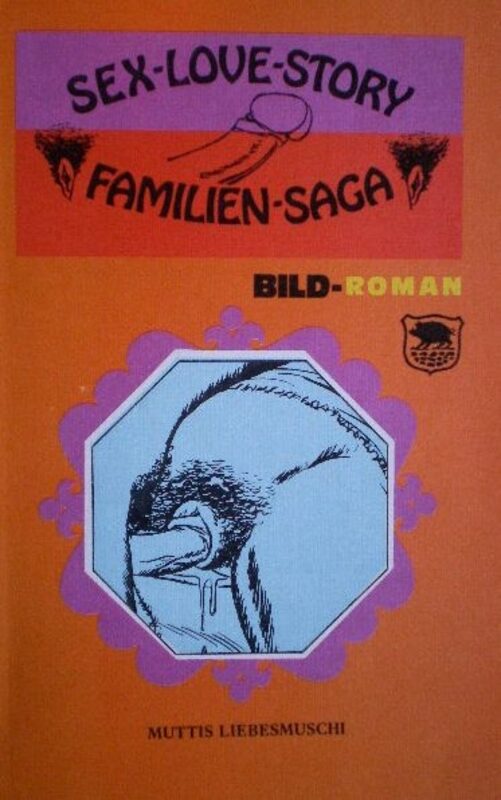 SEX-LOVE-STORY
FAMILIEN-SAGA
BILD-ROMAN
MUTTIS LIEBESMUSCHI